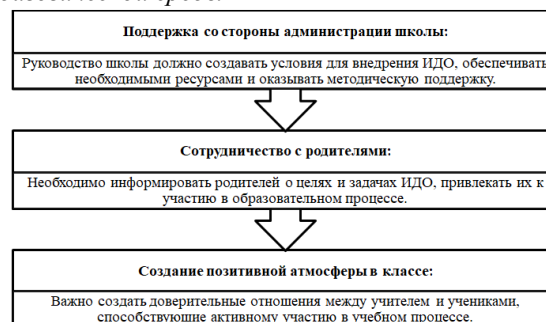 Поддержка со стороны администрации школы:
Руководство школы должно создавать условия для внедрения ИДО, обеспечивать
необходимыми ресурсами и оказывать методическую поддержку.
Сотрудничество с родителями:
Необходимо информировать родителей о целях и задачах ИДО, привлекать их к
участию в образовательном процессе.
Создание позитивной атмосферы в классе:
Важно создать доверительные отношения между учителем и учениками,
способствующие активному участию в учебном процессе.